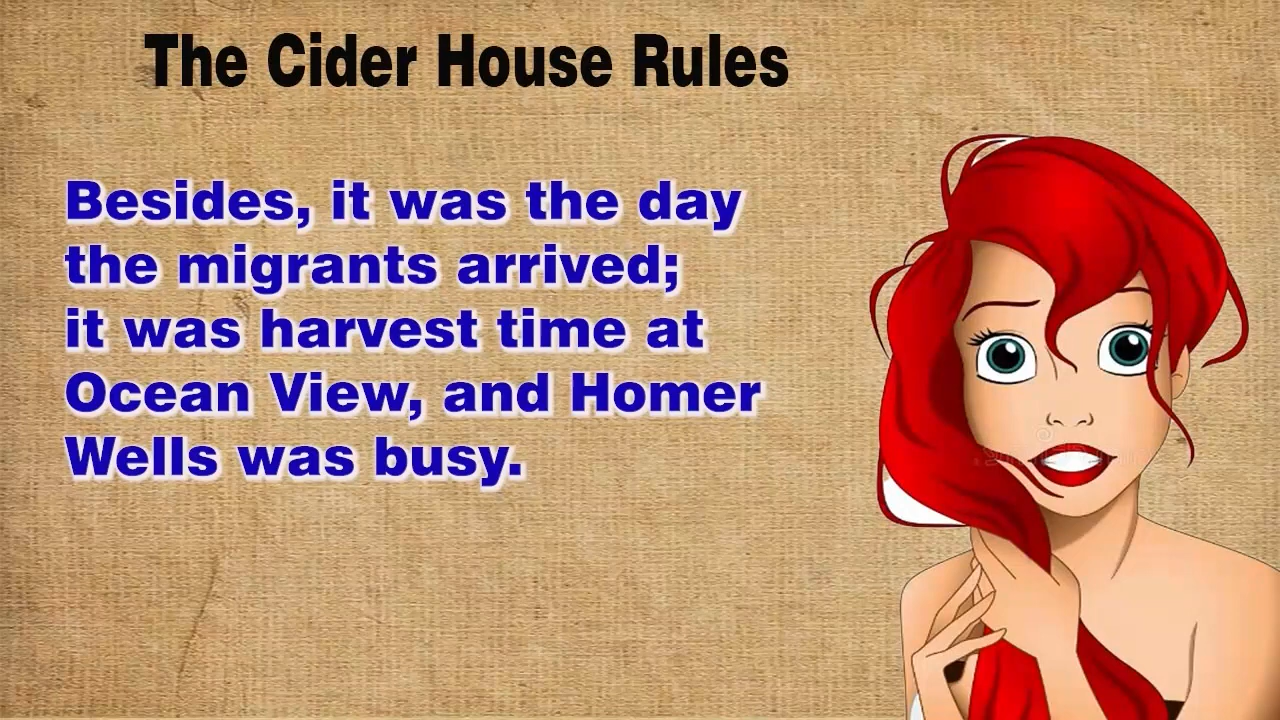 The Cider House Rules
Besides, it was the day
the migrants arrived;
it was harvest time at
Ocean View, and Homer
Wells was busy.